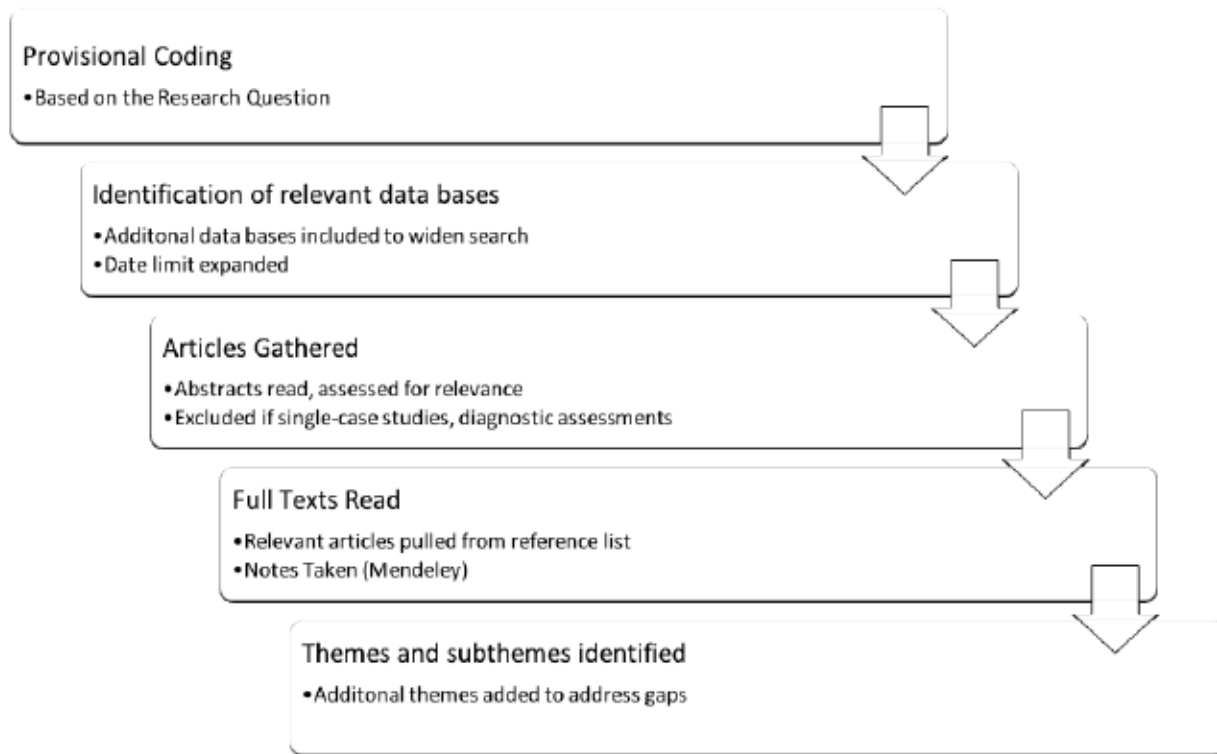 Provisional Coding
•Based on the Research Question
Identification of relevant data bases
•Additonal data bases included to widen search
•Date limit expanded
Articles Gathered
•Abstracts read, assessed for relevance
•Excluded if single-case studies, diagnostic assessments
Full Texts Read
•Relevant articles pulled from reference list
•Notes Taken (Mendeley)
Themes and subthemes identified
•Additonal themes added to address gaps